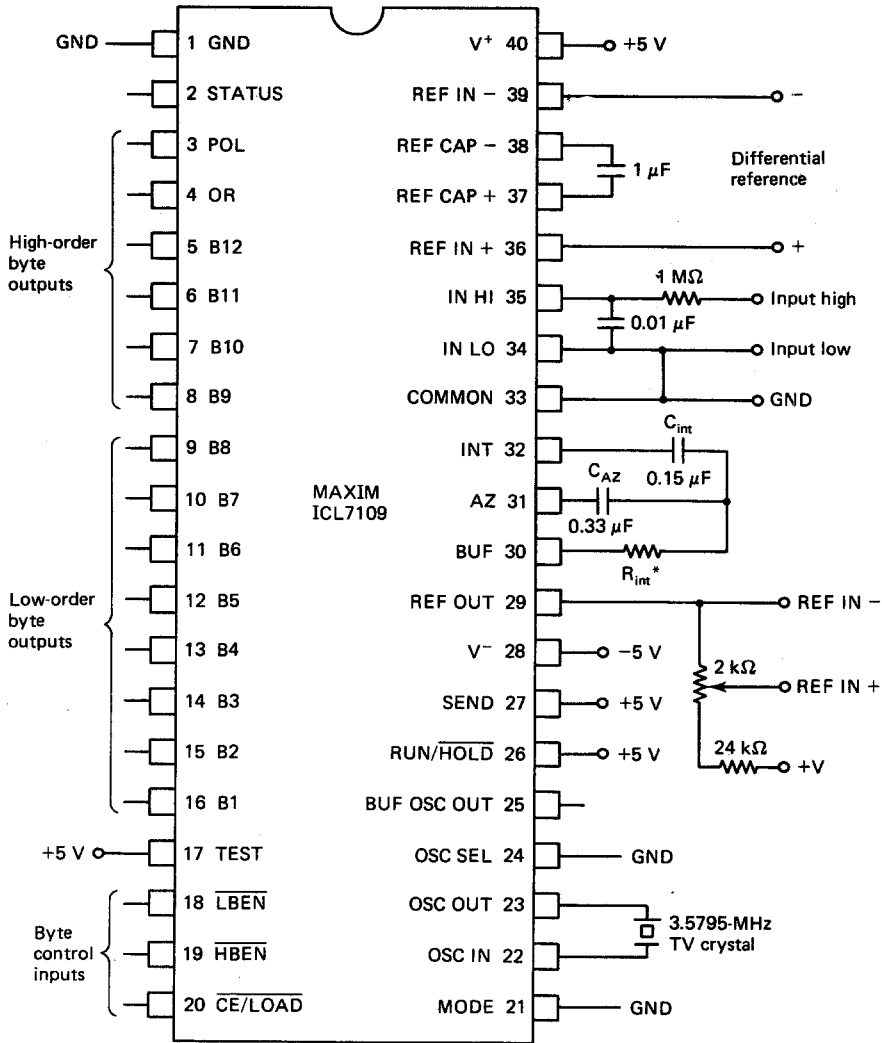 GND
1 GND
2 STATUS
3 POL
4 OR
5 B12
6 B11
7 B10
8 B9
High-order
byte
outputs
9 B8
10 B7
11 B6
12 B5
13 B4
14 B3
15 B2
16 B1
Low-order
byte
outputs
+5 V
17 TEST
18 LBEN
19 HBEN
20 CE/LOAD
Byte
control
inputs
MAXIM
ICL7109
V+ 40
+5 V
REF IN − 39
−
REF CAP − 38
REF CAP + 37
1 μF
Differential
reference
REF IN + 36
+
IN HI 35
1 MΩ
Input high
0.01 μF
IN LO 34
Input low
COMMON 33
GND
INT 32
Cint
0.15 μF
AZ 31
CAZ
0.33 μF
BUF 30
Rint*
REF OUT 29
REF IN −
2 kΩ
REF IN +
24 kΩ
+V
V− 28
−5 V
SEND 27
+5 V
RUN/HOLD 26
+5 V
BUF OSC OUT 25
OSC SEL 24
GND
OSC OUT 23
OSC IN 22
3.5795-MHz
TV crystal
MODE 21
GND